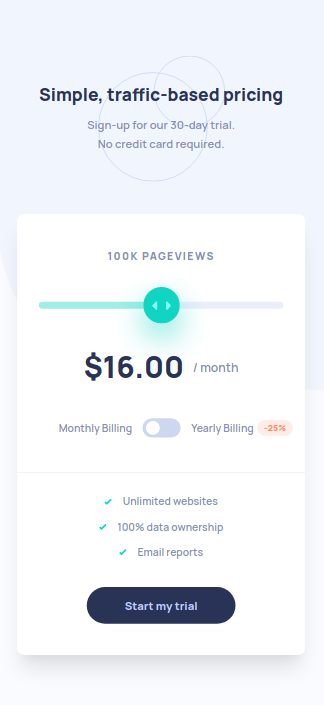 Simple, traffic-based pricing
Sign-up for our 30-day trial.
No credit card required.
100K PAGEVIEWS
$16.00 / month
Monthly Billing Yearly Billing -25%
Unlimited websites
100% data ownership
Email reports
Start my trial